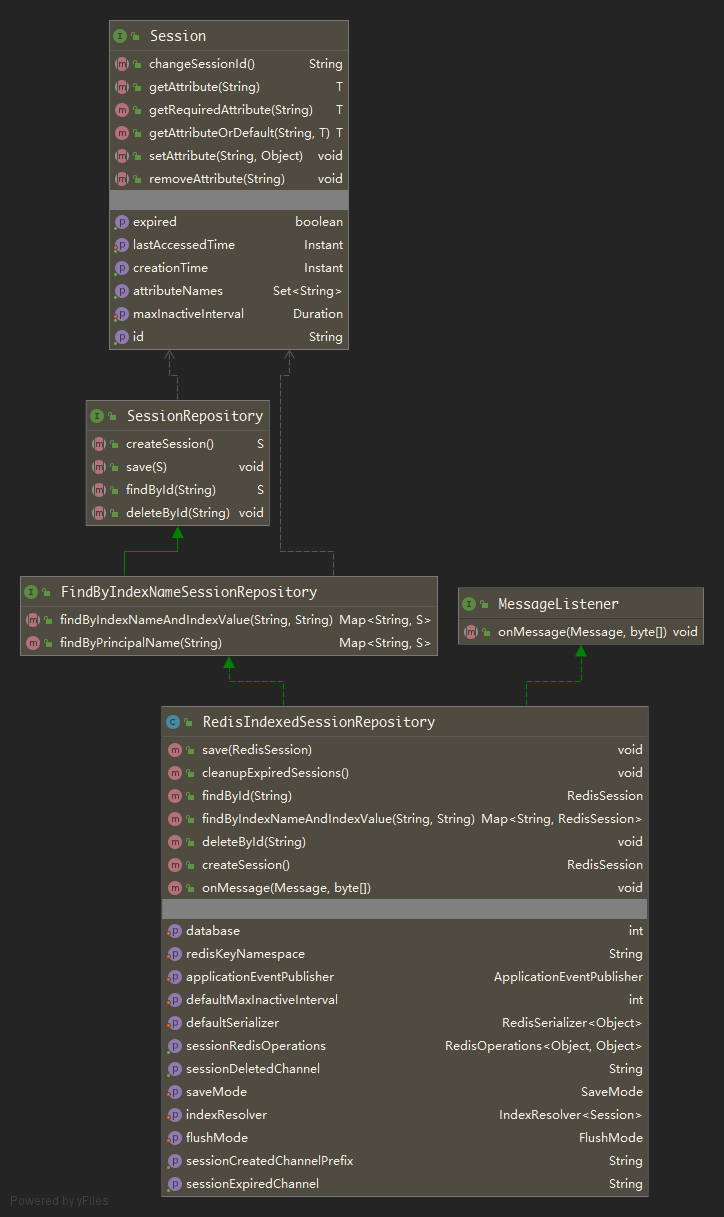 Session
changeSessionId() String
getAttribute(String) T
getRequiredAttribute(String) T
getAttributeOrDefault(String, T) T
setAttribute(String, Object) void
removeAttribute(String) void
expired boolean
lastAccessedTime Instant
creationTime Instant
attributeNames Set<String>
maxInactiveInterval Duration
id String
SessionRepository
createSession() S
save(S) void
findById(String) S
deleteById(String) void
FindByIndexNameSessionRepository
findByIndexNameAndIndexValue(String, String) Map<String, S>
findByPrincipalName(String) Map<String, S>
MessageListener
onMessage(Message, byte[]) void
RedisIndexedSessionRepository
save(RedisSession) void
cleanupExpiredSessions() void
findById(String) RedisSession
findByIndexNameAndIndexValue(String, String) Map<String, RedisSession>
deleteById(String) void
createSession() RedisSession
onMessage(Message, byte[]) void
database int
redisKeyNamespace String
applicationEventPublisher ApplicationEventPublisher
defaultMaxInactiveInterval int
defaultSerializer RedisSerializer<Object>
sessionRedisOperations RedisOperations<Object, Object>
sessionDeletedChannel String
saveMode SaveMode
indexResolver IndexResolver<Session>
flushMode FlushMode
sessionCreatedChannelPrefix String
sessionExpiredChannel String
Powered by yFiles